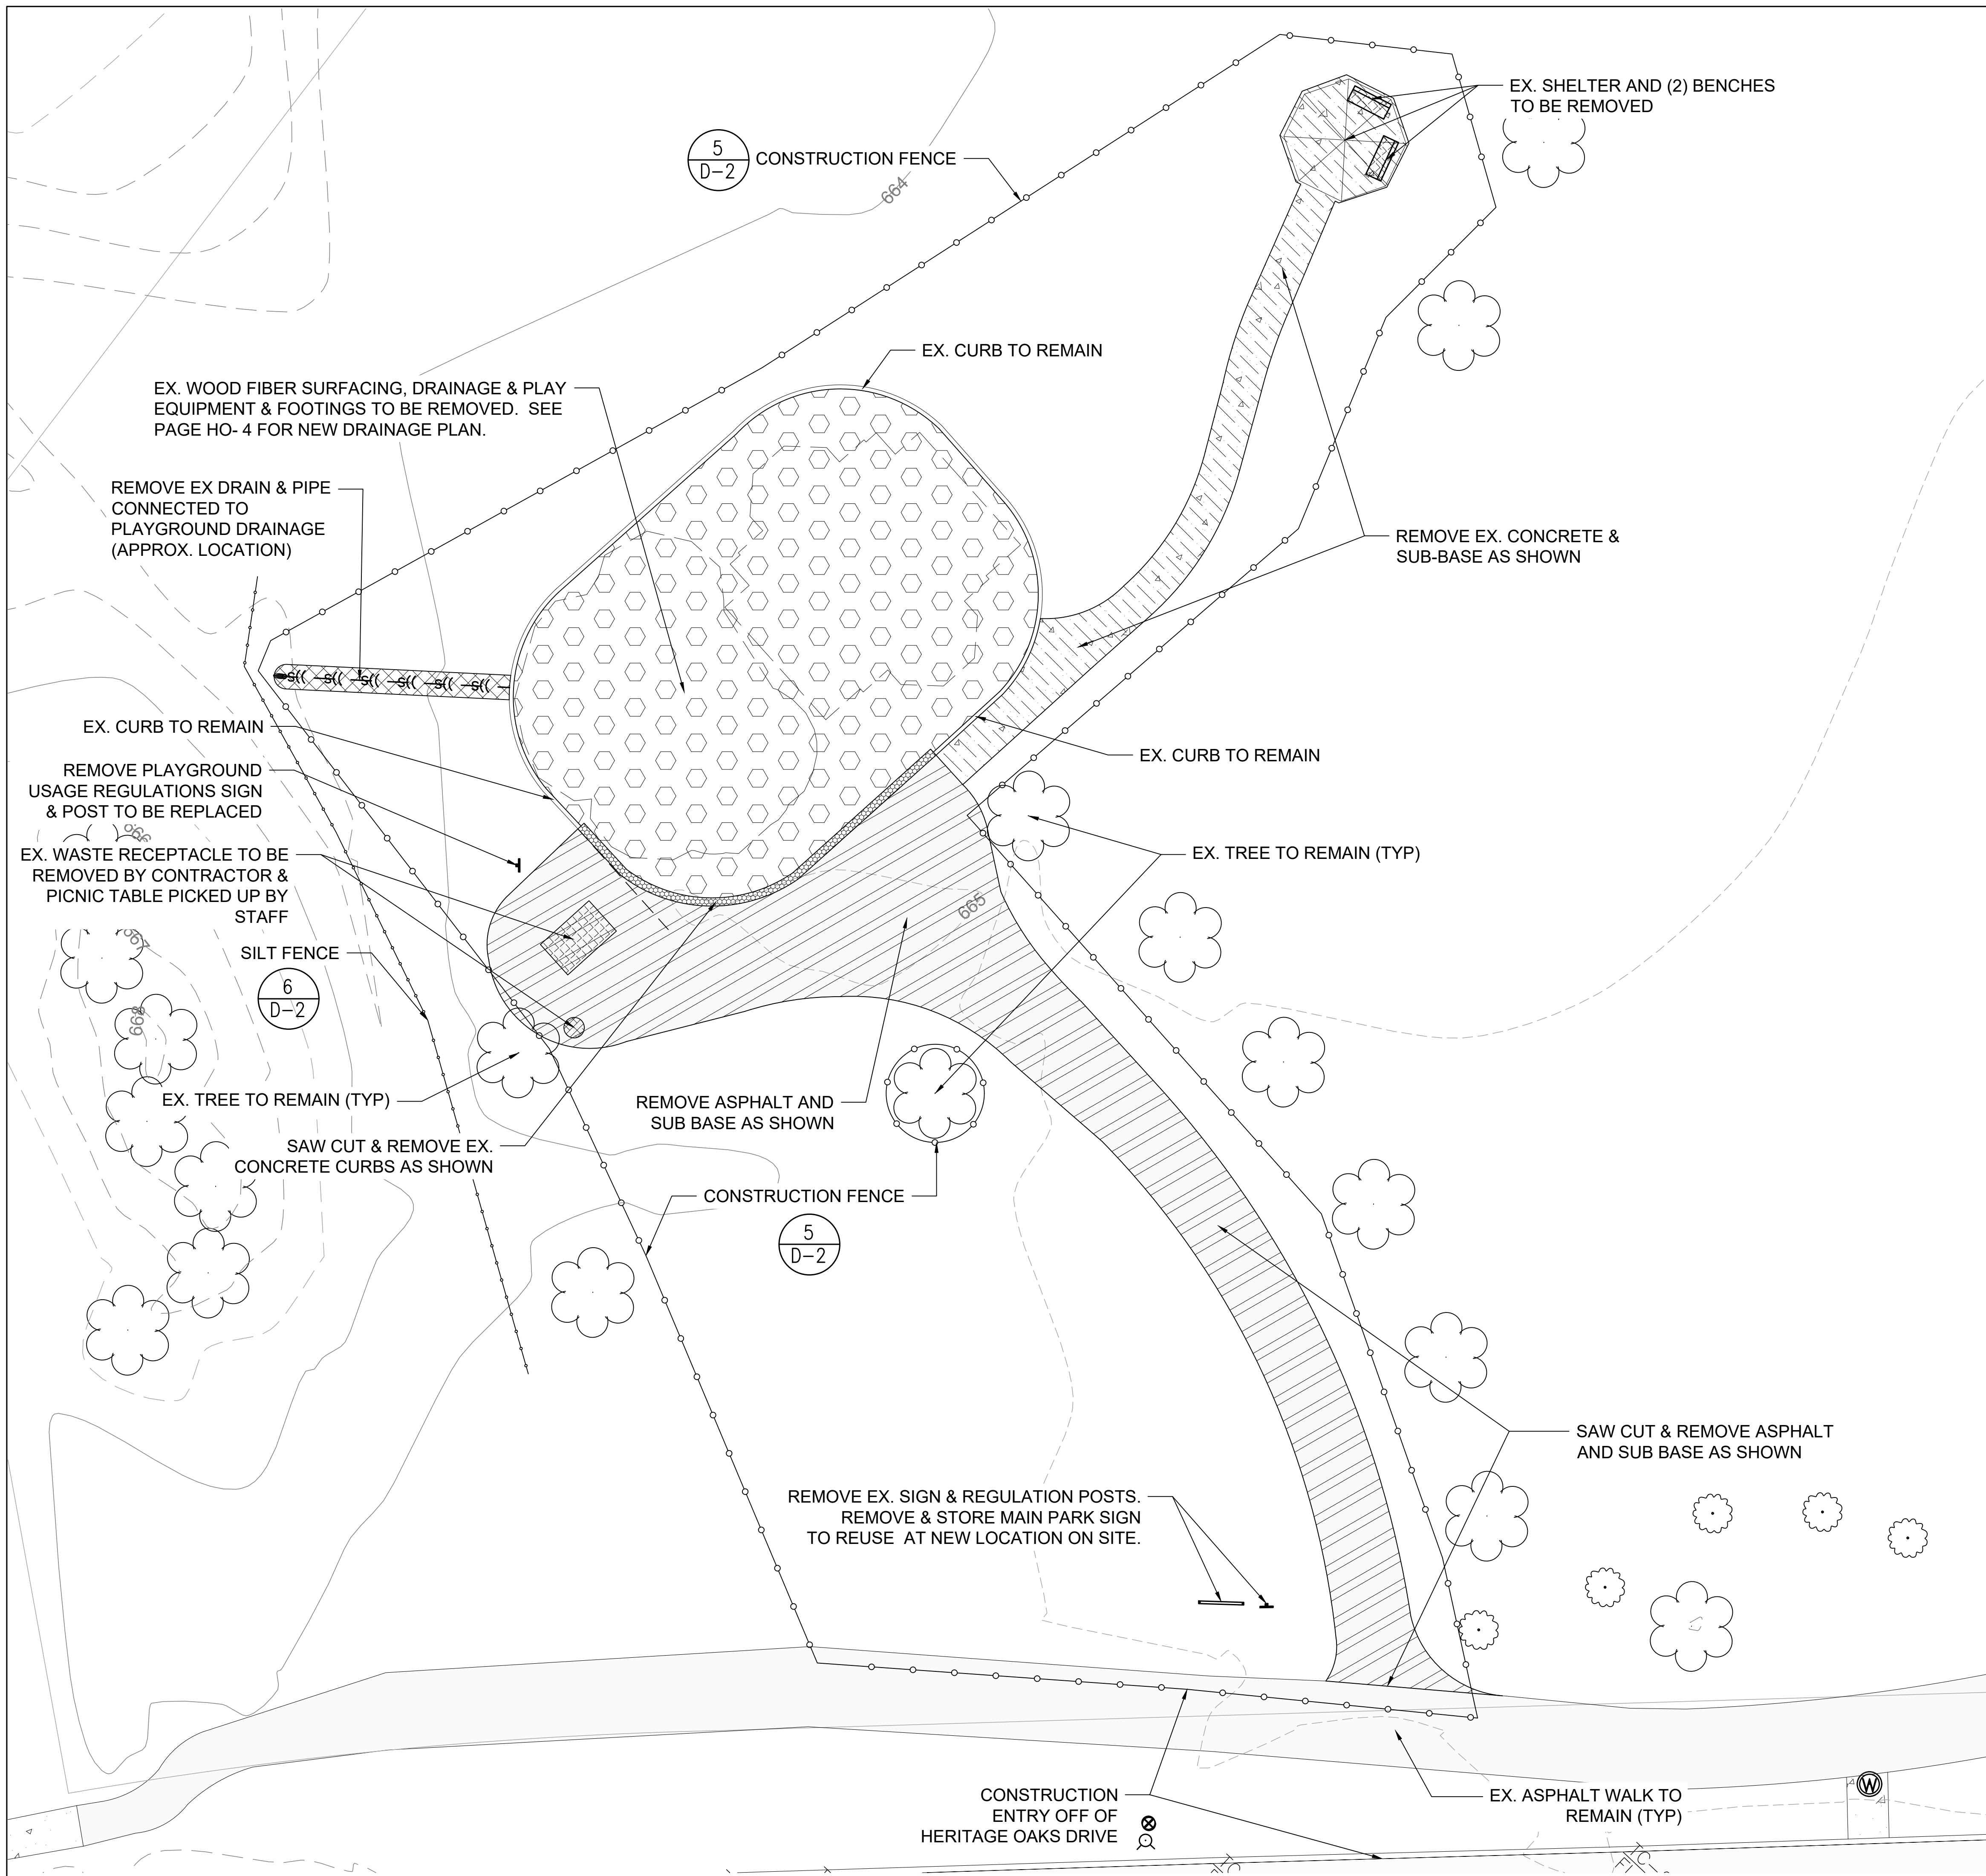 EX. SHELTER AND (2) BENCHES
TO BE REMOVED
5
D-2
CONSTRUCTION FENCE
664
EX. CURB TO REMAIN
EX. WOOD FIBER SURFACING, DRAINAGE & PLAY
EQUIPMENT & FOOTINGS TO BE REMOVED. SEE
PAGE HO- 4 FOR NEW DRAINAGE PLAN.
REMOVE EX DRAIN & PIPE
CONNECTED TO
PLAYGROUND DRAINAGE
(APPROX. LOCATION)
REMOVE EX. CONCRETE &
SUB-BASE AS SHOWN
EX. CURB TO REMAIN
EX. CURB TO REMAIN
REMOVE PLAYGROUND
USAGE REGULATIONS SIGN
& POST TO BE REPLACED
666
EX. WASTE RECEPTACLE TO BE
REMOVED BY CONTRACTOR &
PICNIC TABLE PICKED UP BY
STAFF
EX. TREE TO REMAIN (TYP)
665
667
SILT FENCE
6
D-2
668
EX. TREE TO REMAIN (TYP)
REMOVE ASPHALT AND
SUB BASE AS SHOWN
SAW CUT & REMOVE EX.
CONCRETE CURBS AS SHOWN
CONSTRUCTION FENCE
5
D-2
SAW CUT & REMOVE ASPHALT
AND SUB BASE AS SHOWN
REMOVE EX. SIGN & REGULATION POSTS.
REMOVE & STORE MAIN PARK SIGN
TO REUSE AT NEW LOCATION ON SITE.
W
CONSTRUCTION
ENTRY OFF OF
HERITAGE OAKS DRIVE
EX. ASPHALT WALK TO
REMAIN (TYP)